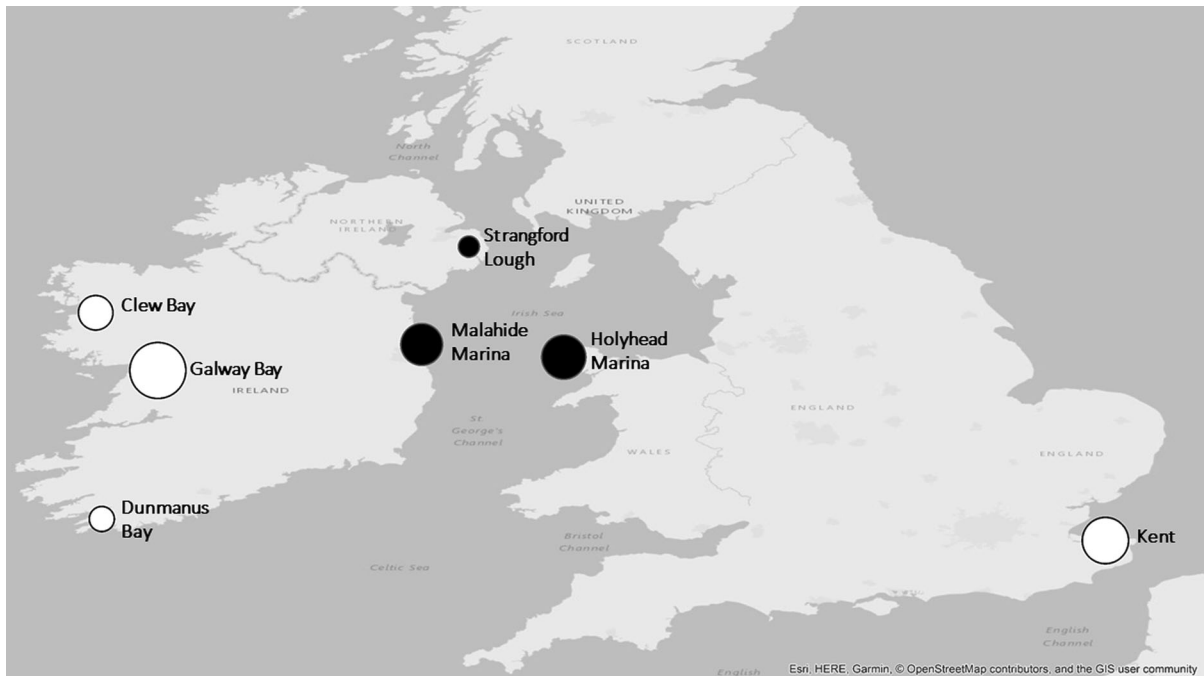 SCOTLAND
North
Channel
NORTHERN
IRELAND
UNITED
KINGDOM
Strangford
Lough
Clew Bay
Irish Sea
Malahide
Marina
Holyhead
Marina
Galway Bay
IRELAND
ENGLAND
St
George's
Channel
WALES
ENGLAND
Dunmanus
Bay
Bristol
Channel
Kent
Celtic Sea
English
Channel
English
Esri, HERE, Garmin, © OpenStreetMap contributors, and the GIS user community